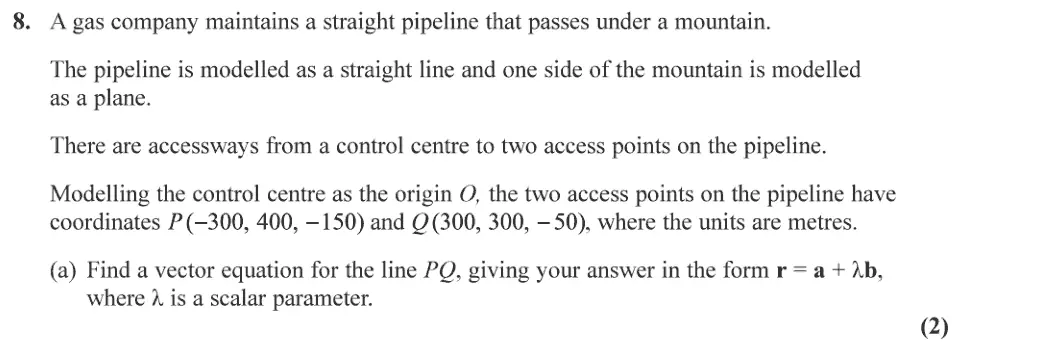 8. A gas company maintains a straight pipeline that passes under a mountain.
The pipeline is modelled as a straight line and one side of the mountain is modelled
as a plane.
There are accessways from a control centre to two access points on the pipeline.
Modelling the control centre as the origin O, the two access points on the pipeline have
coordinates P(−300, 400, −150) and Q(300, 300, −50), where the units are metres.
(a) Find a vector equation for the line PQ, giving your answer in the form r = a + λb,
where λ is a scalar parameter.
(2)